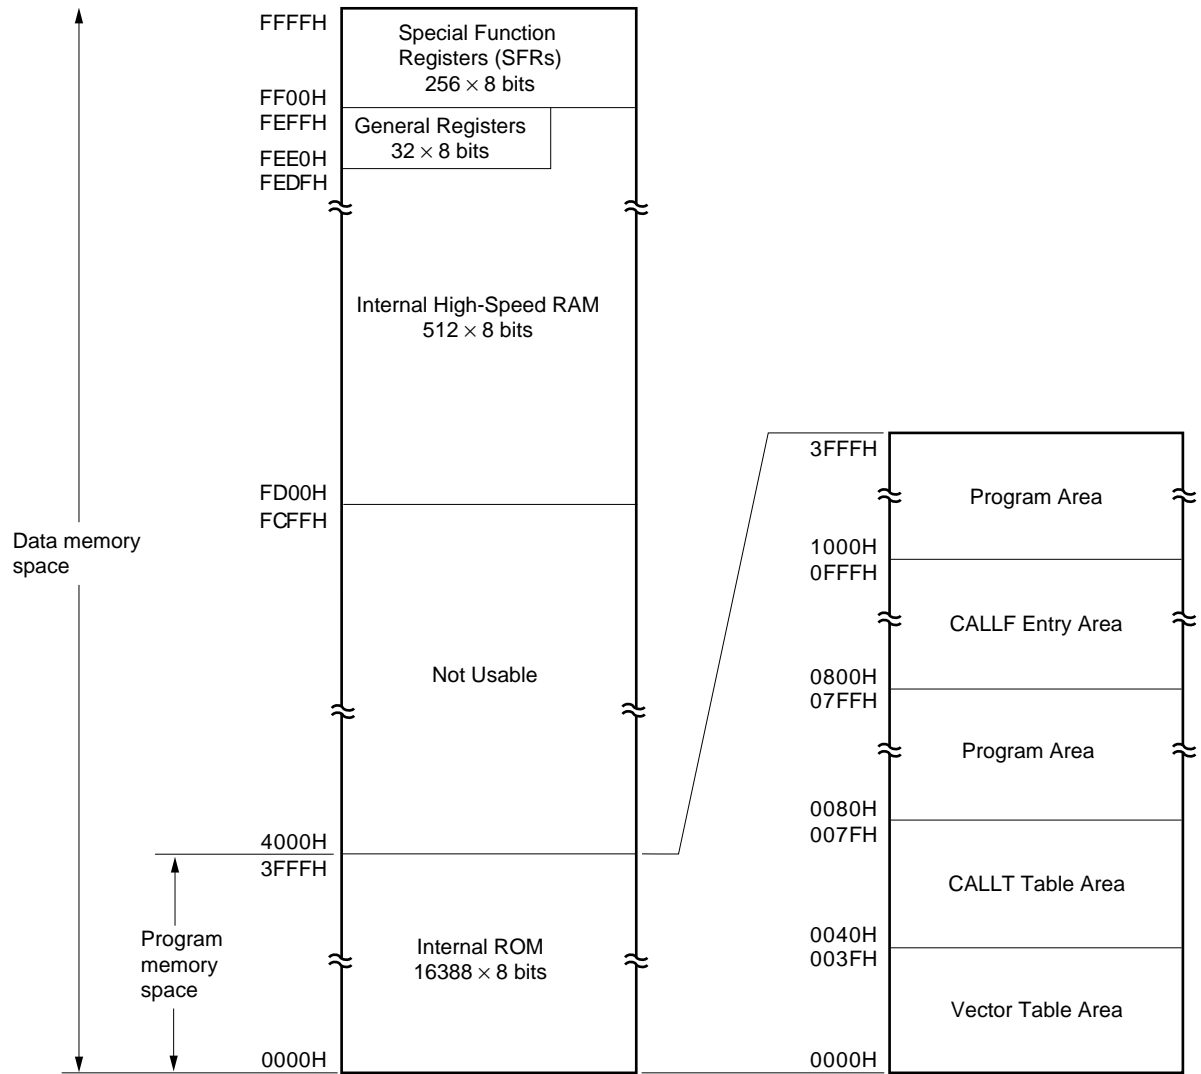 FFFFH
Special Function
Registers (SFRs)
256 × 8 bits
FF00H
FEFFH
General Registers
32 × 8 bits
FEE0H
FEDFH
Internal High-Speed RAM
512 × 8 bits
FD00H
FCFFH
Data memory
space
Not Usable
4000H
3FFFH
Program
memory
space
Internal ROM
16388 × 8 bits
0000H
3FFFH
Program Area
1000H
0FFFH
CALLF Entry Area
0800H
07FFH
Program Area
0080H
007FH
CALLT Table Area
0040H
003FH
Vector Table Area
0000H